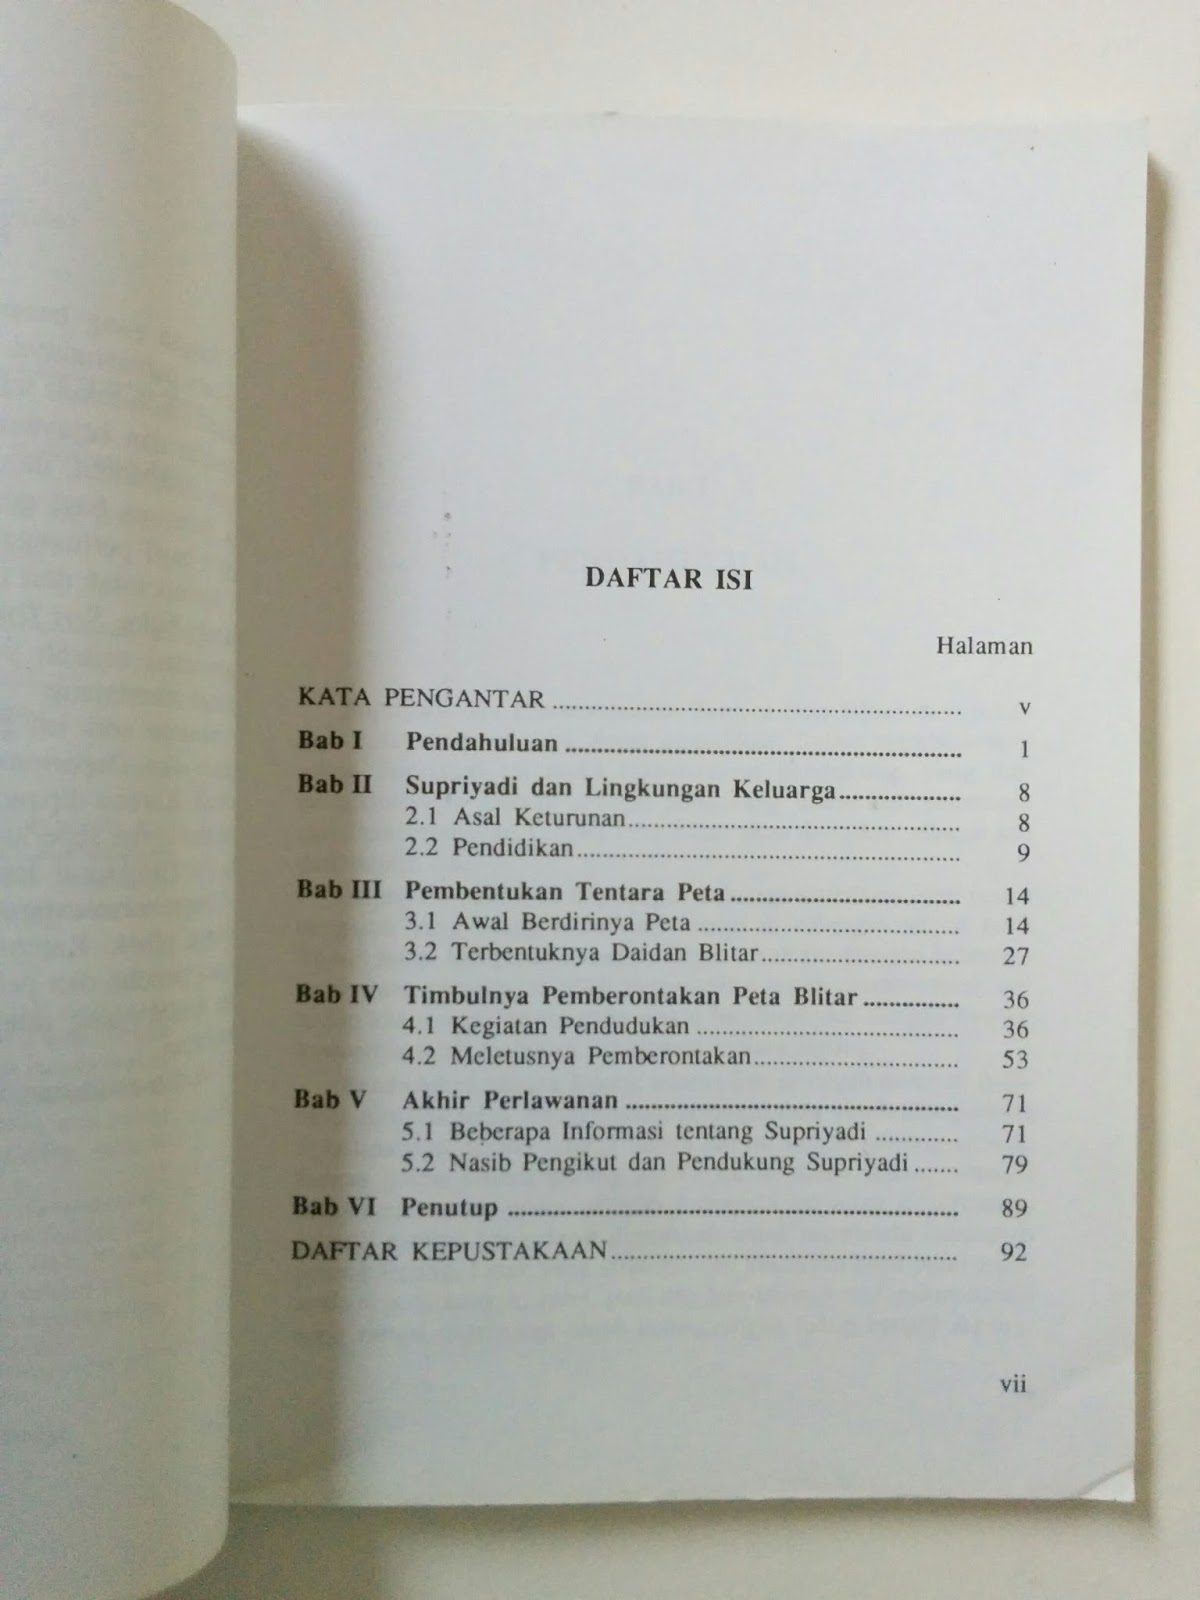 DAFTAR ISI
Halaman
KATA PENGANTAR ........................ v
Bab I Pendahuluan ........................ 1
Bab II Supriyadi dan Lingkungan Keluarga ........................ 8
2.1 Asal Keturunan ........................ 8
2.2 Pendidikan ........................ 9
Bab III Pembentukan Tentara Peta ........................ 14
3.1 Awal Berdirinya Peta ........................ 14
3.2 Terbentuknya Daidan Blitar ........................ 27
Bab IV Timbulnya Pemberontakan Peta Blitar ........................ 36
4.1 Kegiatan Pendudukan ........................ 36
4.2 Meletusnya Pemberontakan ........................ 53
Bab V Akhir Perlawanan ........................ 71
5.1 Beberapa Informasi tentang Supriyadi ........................ 71
5.2 Nasib Pengikut dan Pendukung Supriyadi ........................ 79
Bab VI Penutup ........................ 89
DAFTAR KEPUSTAKAAN ........................ 92
vii